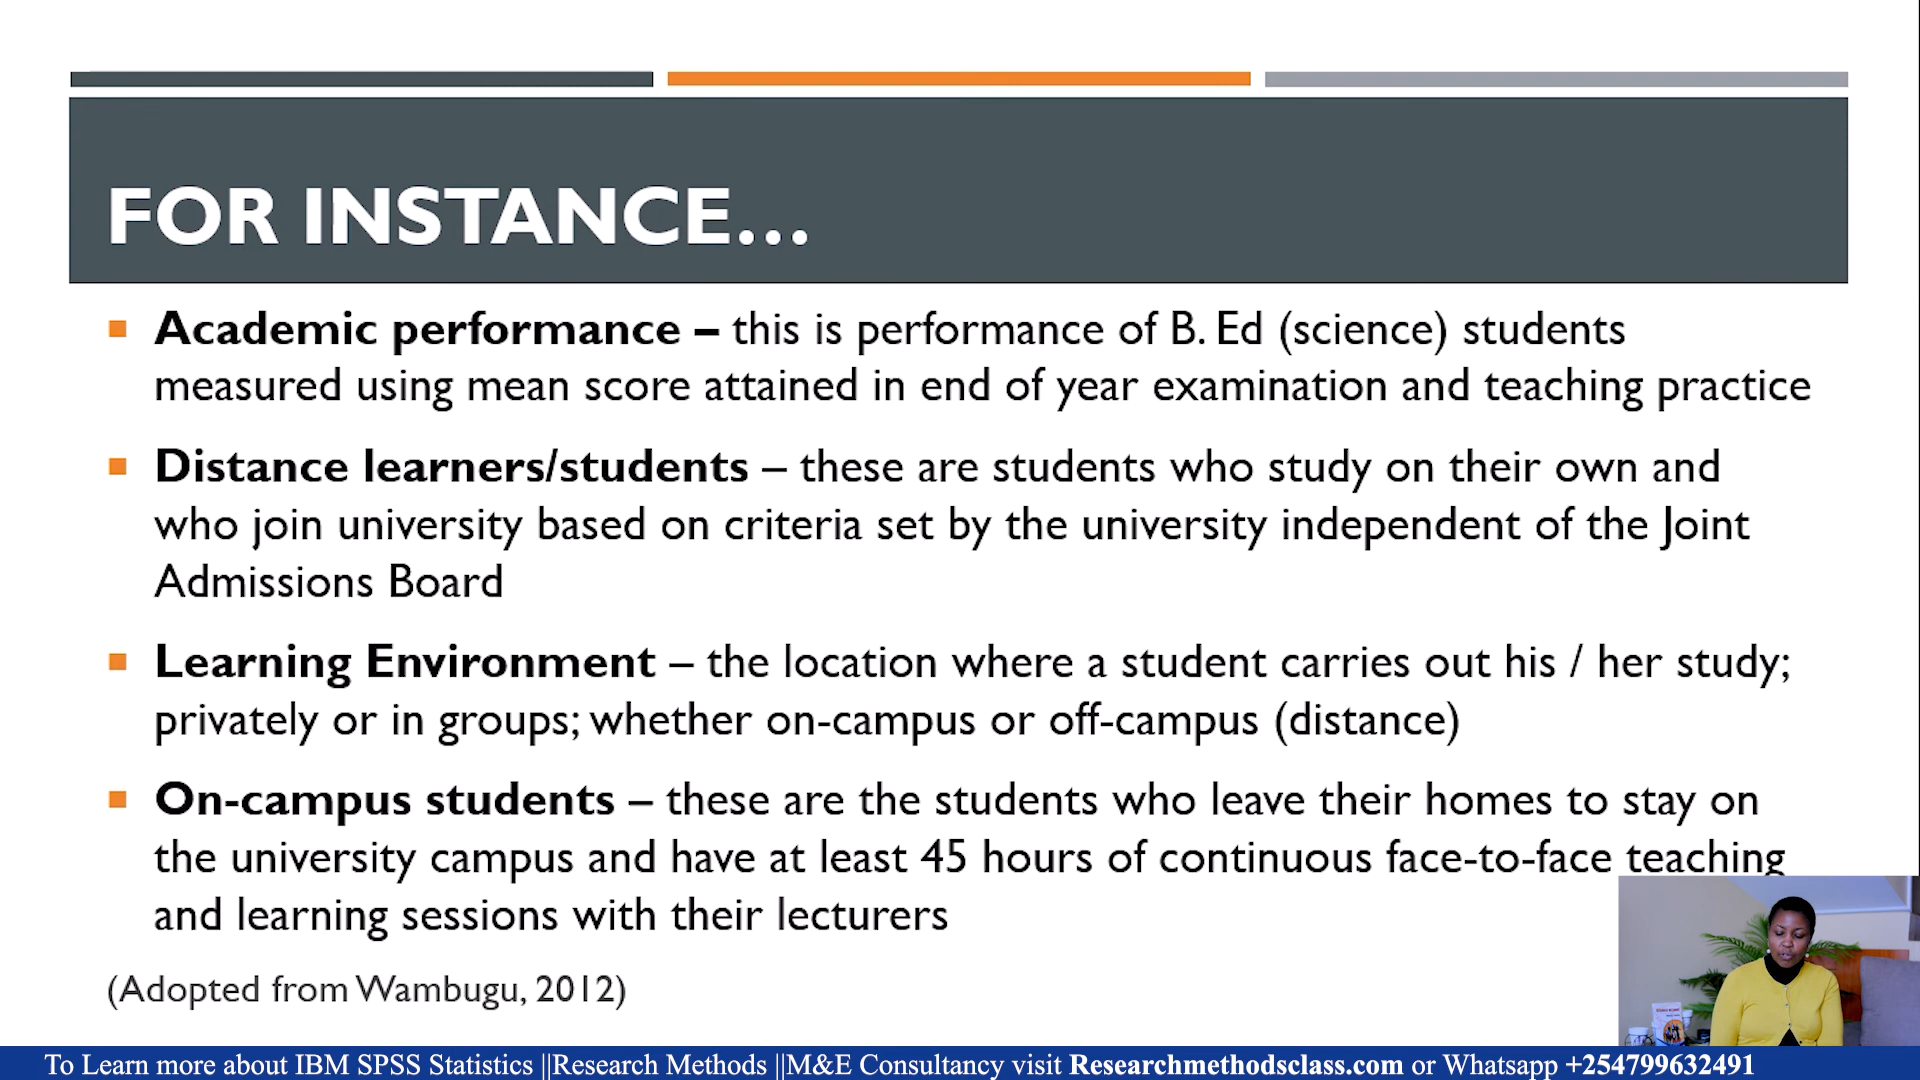 FOR INSTANCE...
Academic performance – this is performance of B. Ed (science) students
measured using mean score attained in end of year examination and teaching practice
Distance learners/students – these are students who study on their own and
who join university based on criteria set by the university independent of the Joint
Admissions Board
Learning Environment – the location where a student carries out his / her study;
privately or in groups; whether on-campus or off-campus (distance)
On-campus students – these are the students who leave their homes to stay on
the university campus and have at least 45 hours of continuous face-to-face teaching
and learning sessions with their lecturers
(Adopted from Wambugu, 2012)
To Learn more about IBM SPSS Statistics ||Research Methods ||M&E Consultancy visit Researchmethodsclass.com or Whatsapp +254799632491